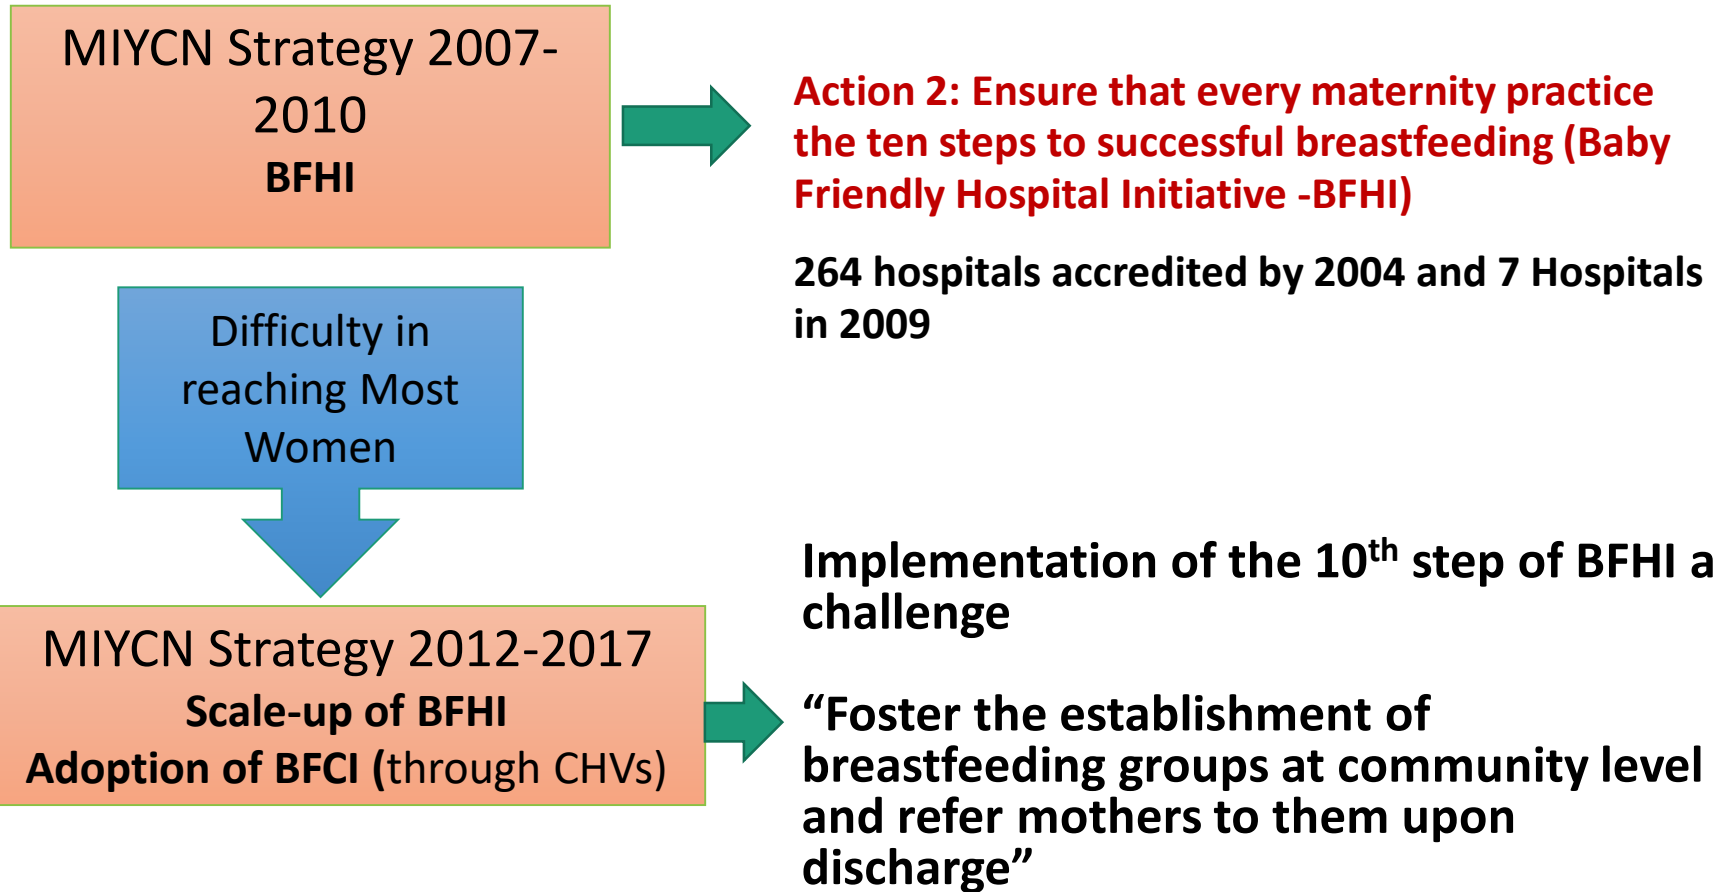 MIYCN Strategy 2007-
2010
BFHI
Action 2: Ensure that every maternity practice
the ten steps to successful breastfeeding (Baby
Friendly Hospital Initiative -BFHI)
264 hospitals accredited by 2004 and 7 Hospitals
in 2009
Difficulty in
reaching Most
Women
MIYCN Strategy 2012-2017
Scale-up of BFHI
Adoption of BFCI (through CHVs)
Implementation of the 10th step of BFHI a
challenge
“Foster the establishment of
breastfeeding groups at community level
and refer mothers to them upon
discharge”